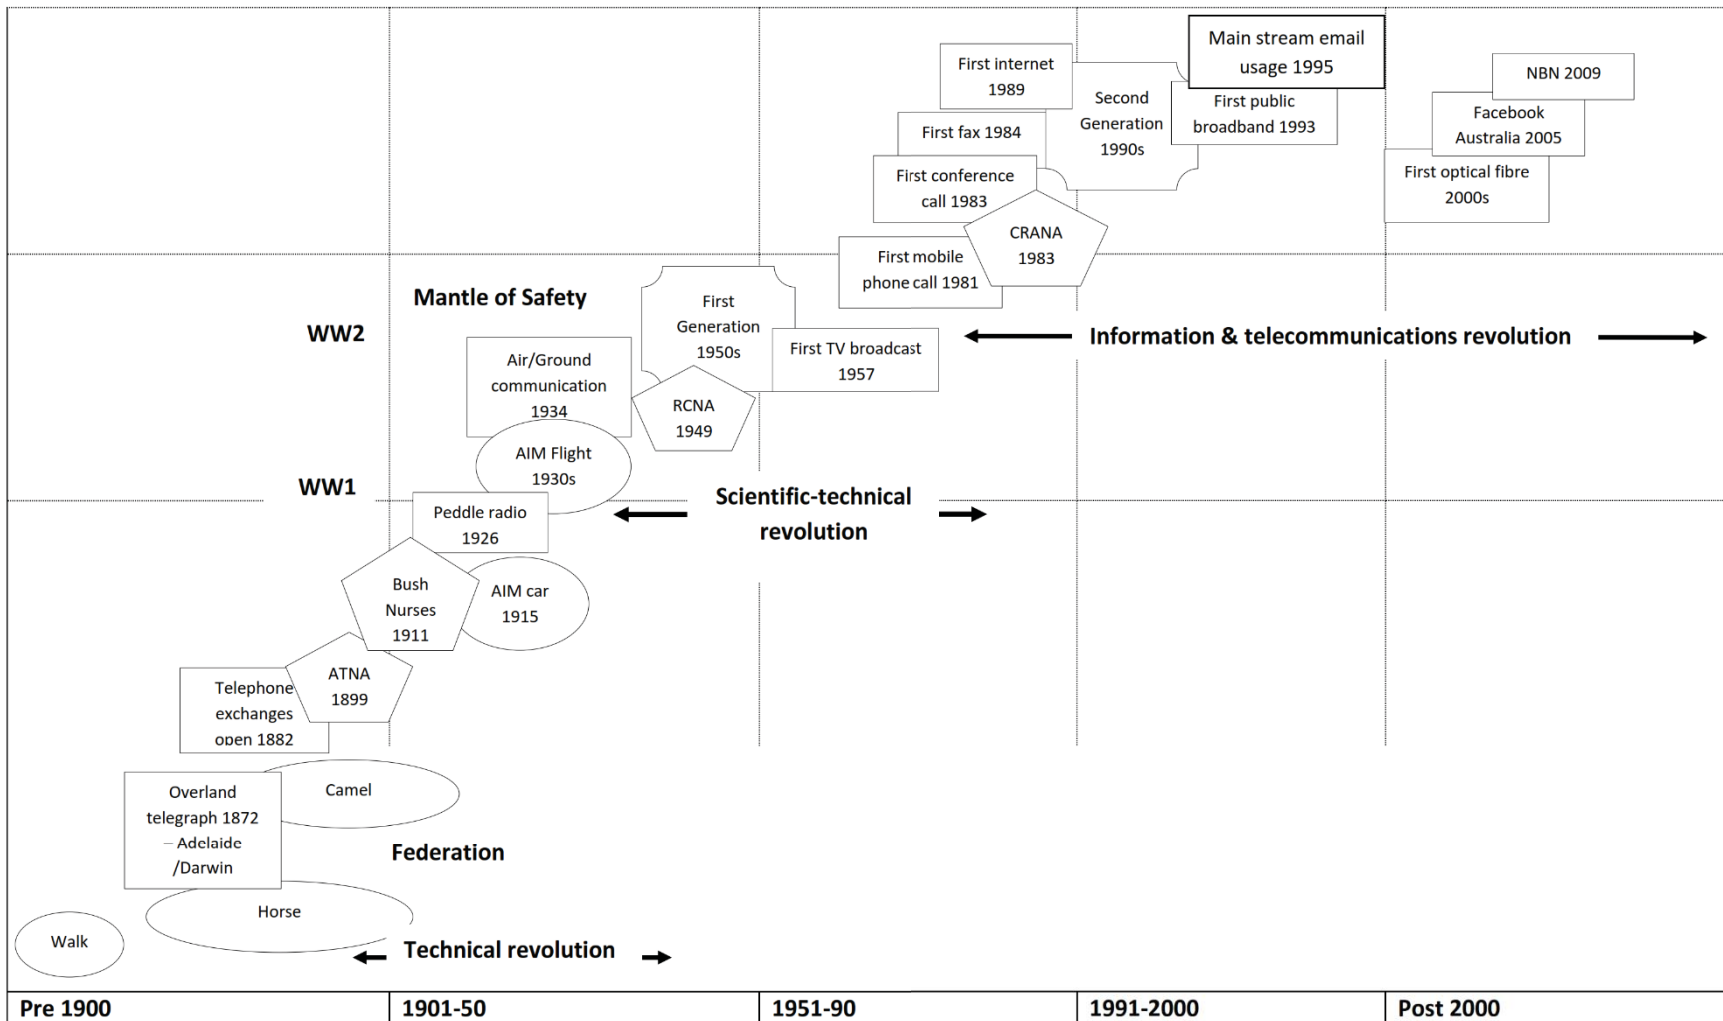 Main stream email
usage 1995
First internet
1989
NBN 2009
Second
Generation
1990s
First public
broadband 1993
Facebook
Australia 2005
First fax 1984
First conference
call 1983
First optical fibre
2000s
CRANA
1983
First mobile
phone call 1981
Mantle of Safety
First
Generation
1950s
WW2
Information & telecommunications revolution
First TV broadcast
1957
Air/Ground
communication
1934
RCNA
1949
AIM Flight
1930s
WW1
Scientific-technical
revolution
Peddle radio
1926
Bush
Nurses
1911
AIM car
1915
ATNA
1899
Telephone
exchanges
open 1882
Camel
Overland
telegraph 1872
– Adelaide
/Darwin
Federation
Horse
Walk
Technical revolution
Pre 1900
1901-50
1951-90
1991-2000
Post 2000